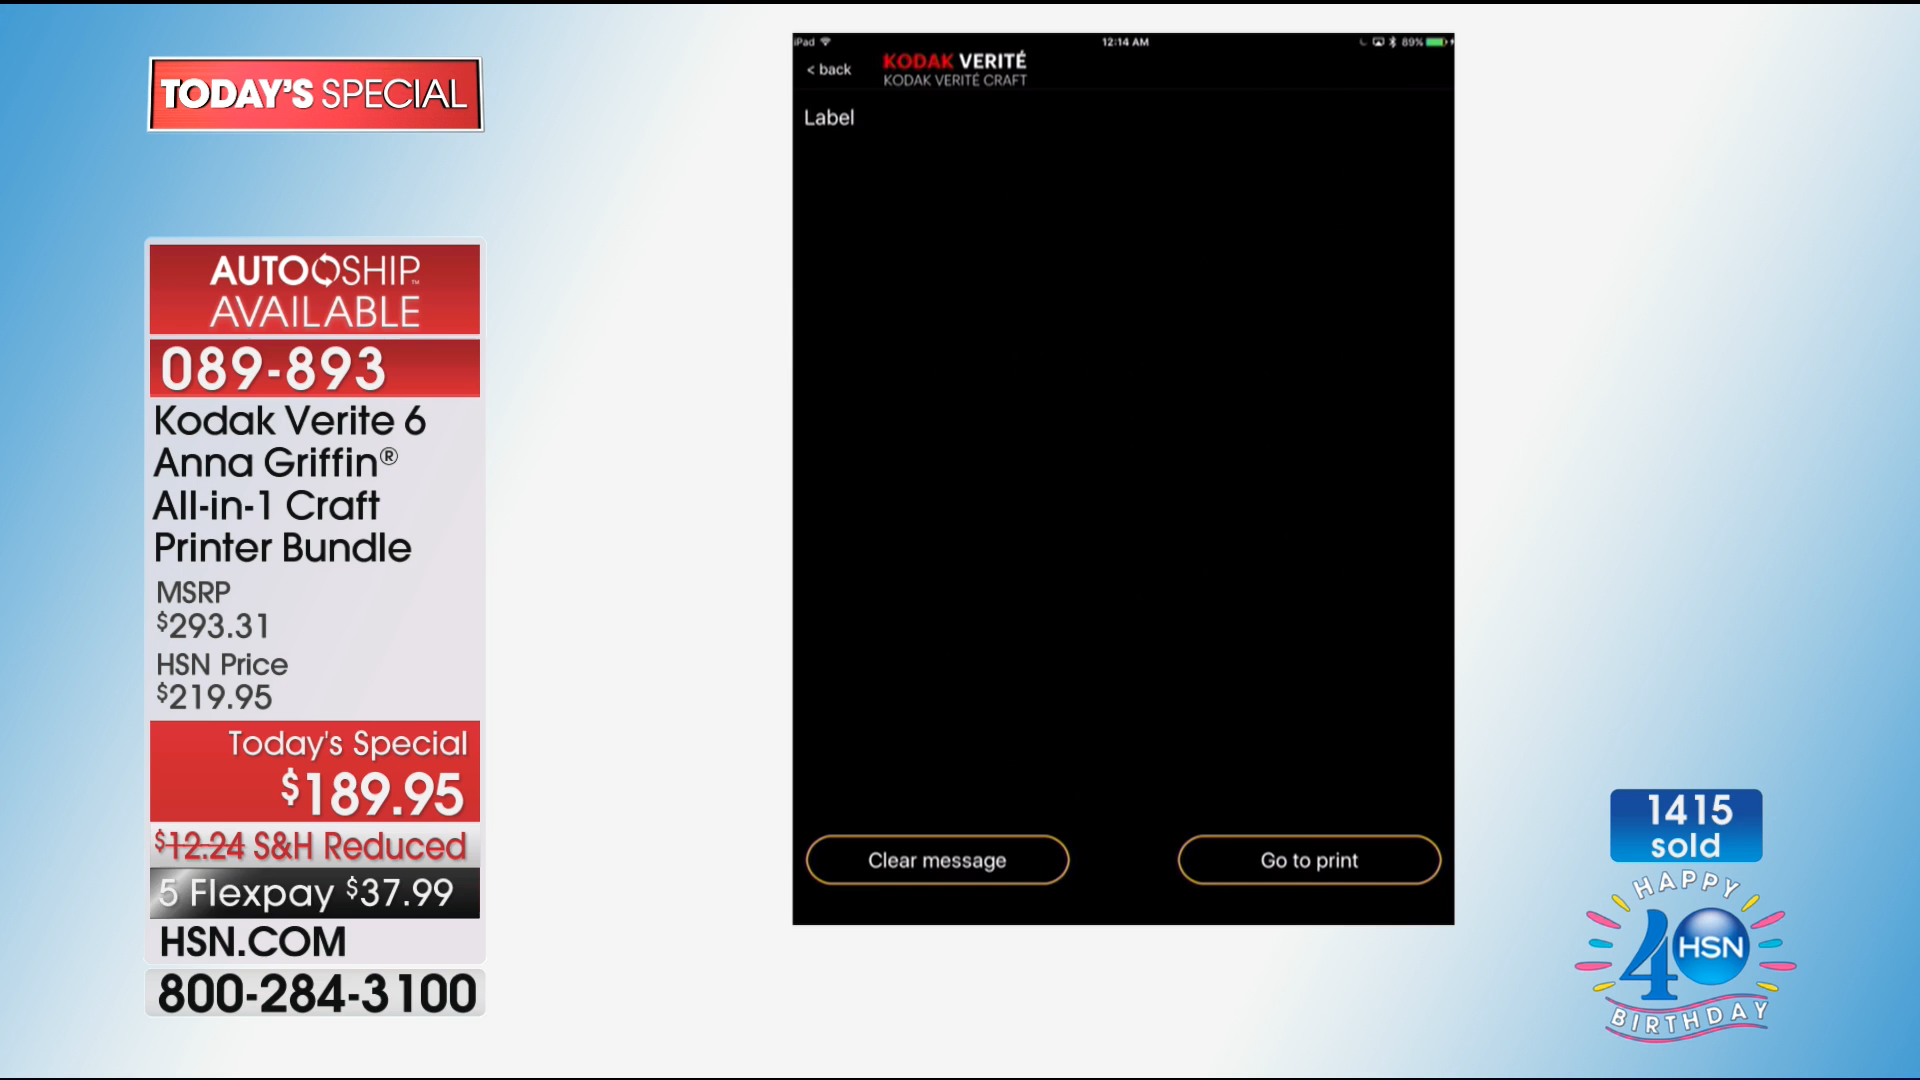 TODAY'S SPECIAL
AUTOSHIP™
AVAILABLE
089-893
Kodak Verite 6
Anna Griffin®
All-in-1 Craft
Printer Bundle
MSRP
$293.31
HSN Price
$219.95
Today's Special
$189.95
$12.24 S&H Reduced
5 Flexpay $37.99
HSN.COM
800-284-3100
iPad 12:14 AM 89%
< back
KODAK VERITÉ
KODAK VERITÉ CRAFT
Label
Clear message
Go to print
1415
sold
HAPPY
40 HSN
BIRTHDAY